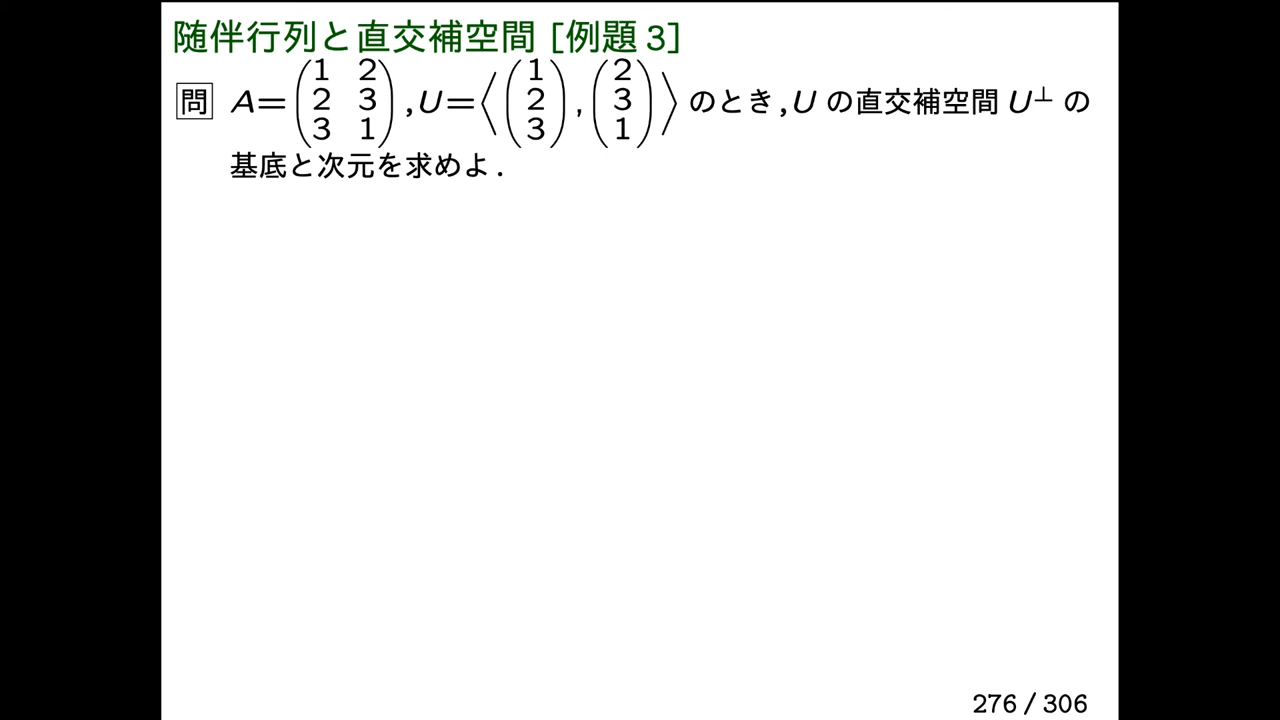 随伴行列と直交補空間 [例題 3]
問 A=(1 2 2 3 3 1) , U=⟨(1 2 3), (2 3 1)⟩ のとき, U の直交補空間 U⊥ の
基底と次元を求めよ.
276 / 306